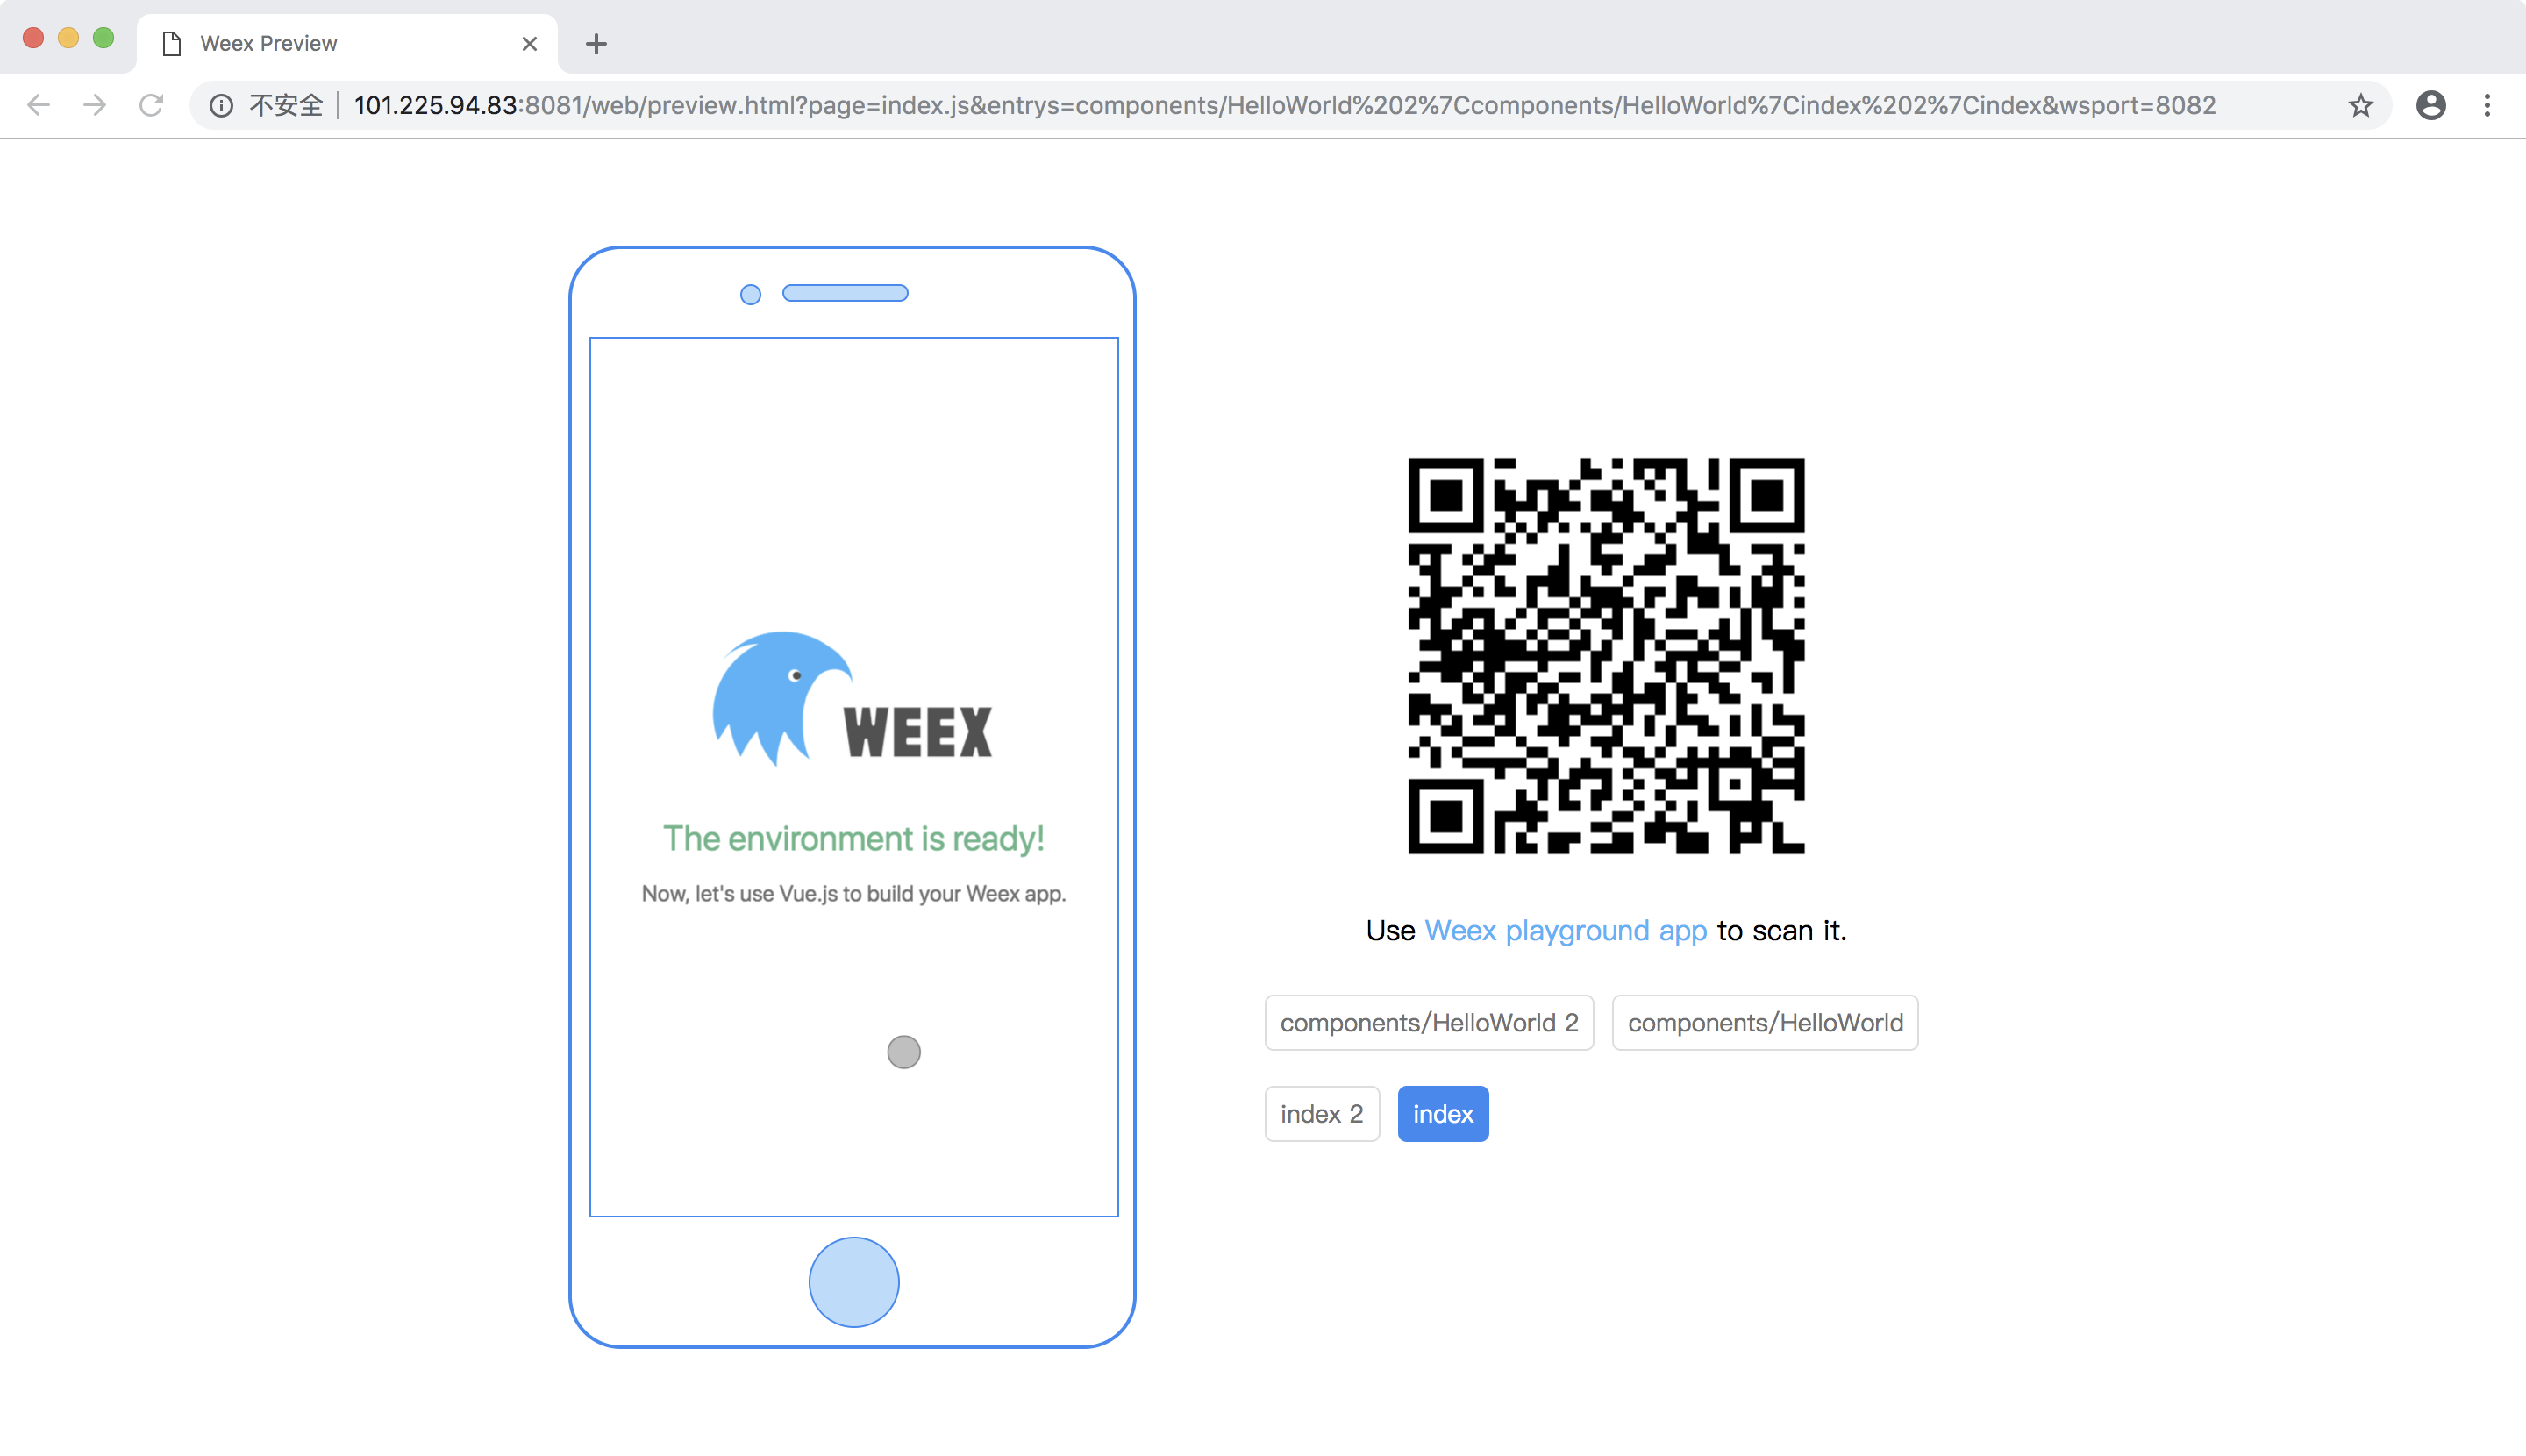 Weex Preview
不安全 101.225.94.83:8081/web/preview.html?page=index.js&entrys=components/HelloWorld%202%7Ccomponents/HelloWorld%7Cindex%202%7Cindex&wsport=8082
WEEX
The environment is ready!
Now, let's use Vue.js to build your Weex app.
Use Weex playground app to scan it.
components/HelloWorld 2 components/HelloWorld
index 2 index